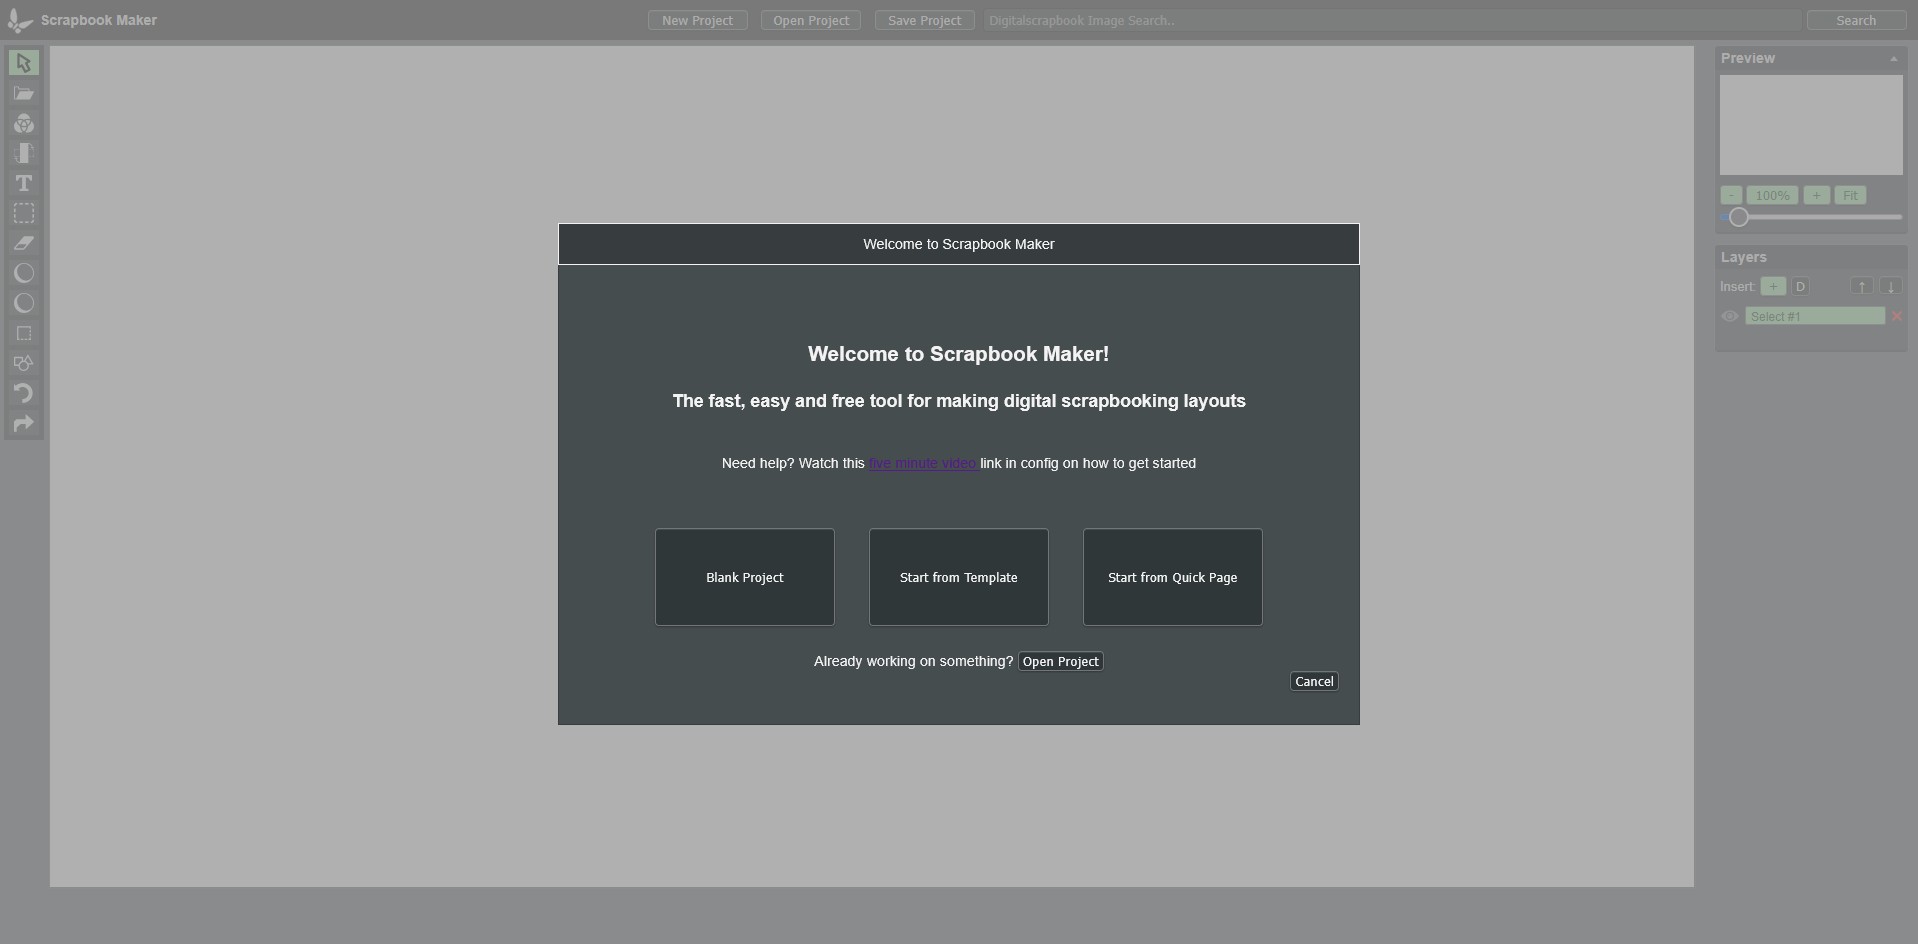 Scrapbook Maker
New Project
Open Project
Save Project
Digitalscrapbook Image Search..
Search
T
Preview
-
100%
+
Fit
Layers
Insert:
+
D
↑
↓
Select #1
Welcome to Scrapbook Maker
Welcome to Scrapbook Maker!
The fast, easy and free tool for making digital scrapbooking layouts
Need help? Watch this five minute video link in config on how to get started
Blank Project
Start from Template
Start from Quick Page
Already working on something? Open Project
Cancel